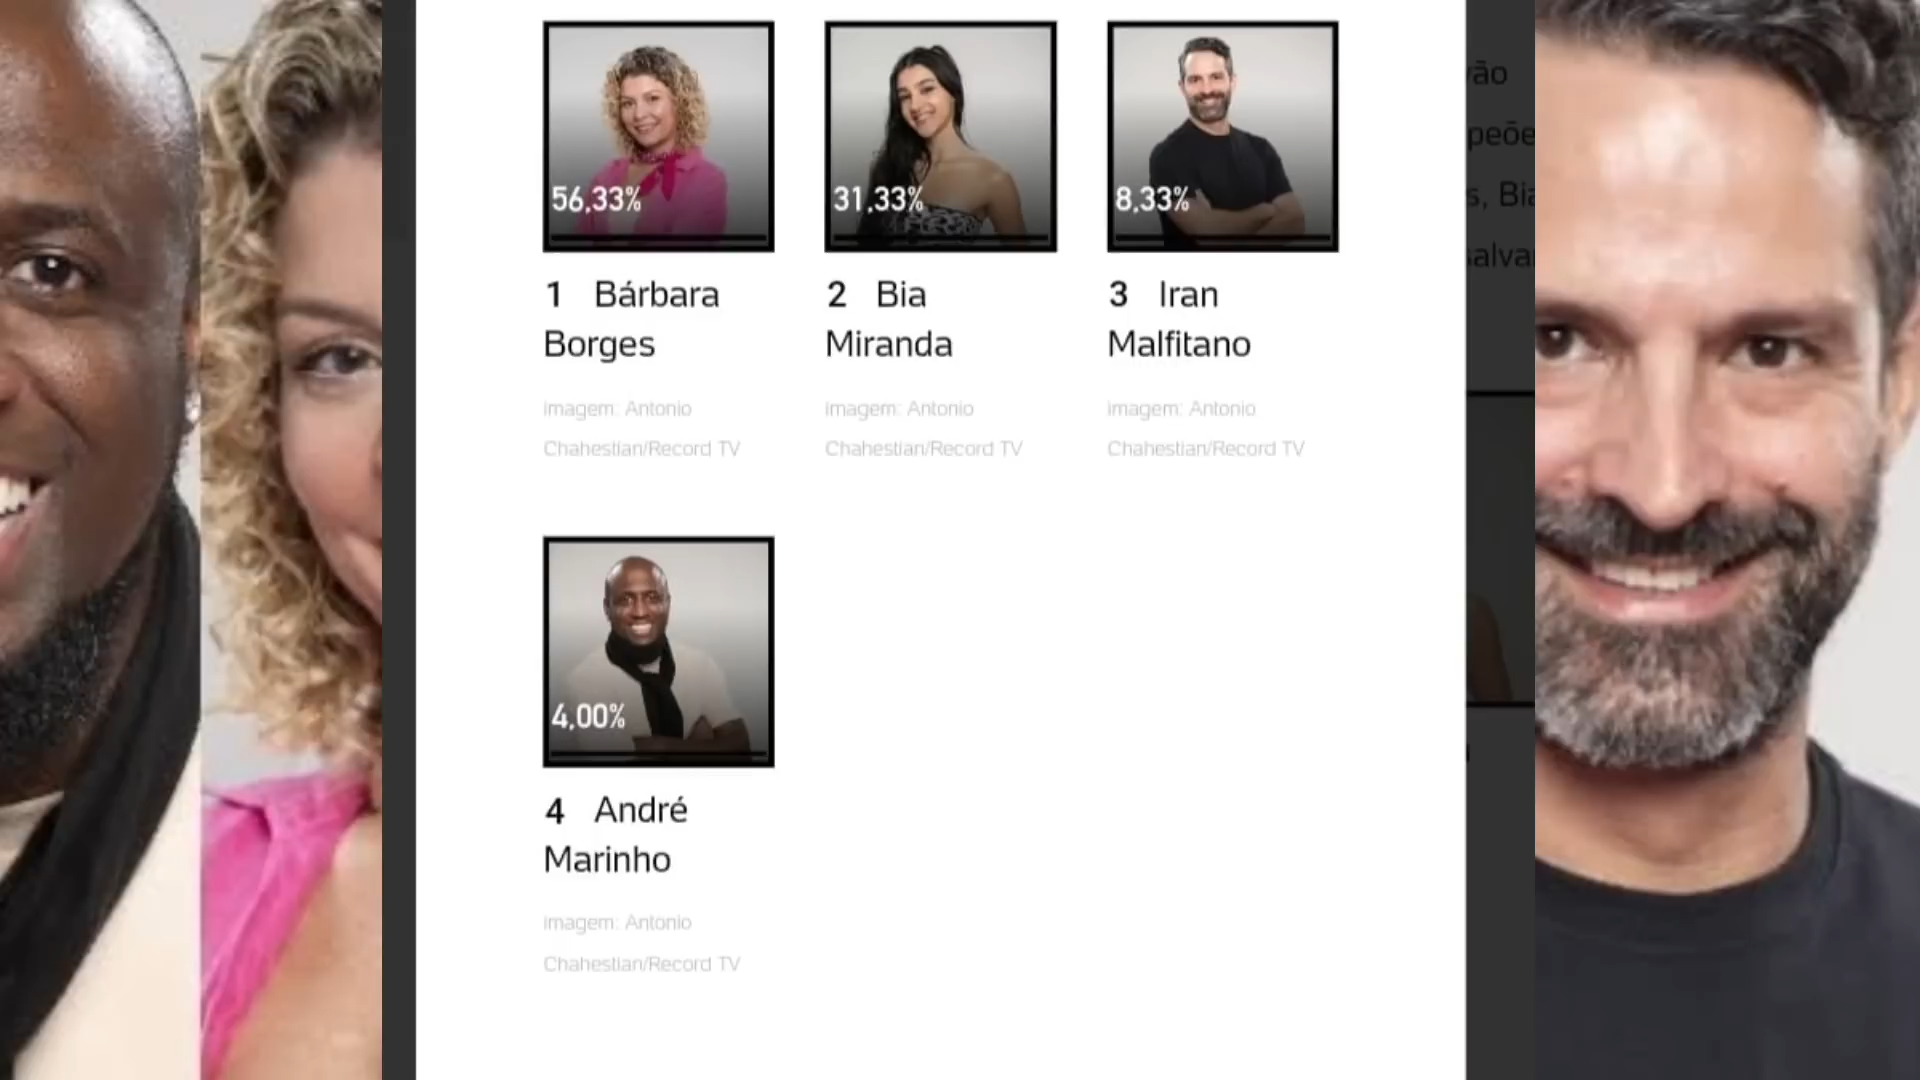 56,33%
31,33%
8,33%
1 Bárbara
Borges
2 Bia
Miranda
3 Iran
Malfitano
Imagem: Antonio
Chahestian/Record TV
Imagem: Antonio
Chahestian/Record TV
Imagem: Antonio
Chahestian/Record TV
4,00%
4 André
Marinho
Imagem: Antonio
Chahestian/Record TV